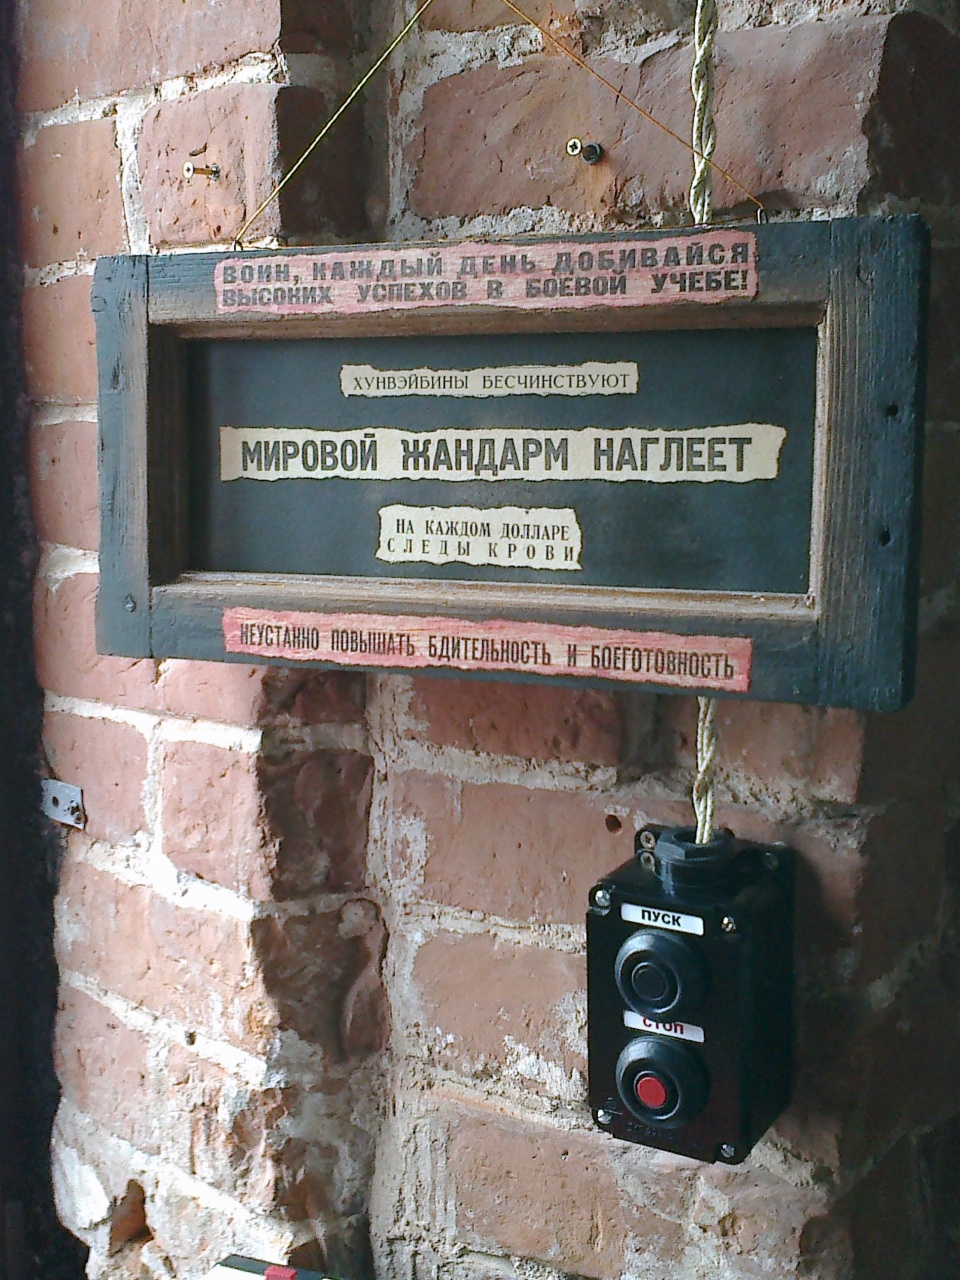 ВОИН, КАЖДЫЙ ДЕНЬ ДОБИВАЙСЯ
ВЫСОКИХ УСПЕХОВ В БОЕВОЙ УЧЕБЕ!
ХУНВЭЙБИНЫ БЕСЧИНСТВУЮТ
МИРОВОЙ ЖАНДАРМ НАГЛЕЕТ
НА КАЖДОМ ДОЛЛАРЕ
СЛЕДЫ КРОВИ
НЕУСТАННО ПОВЫШАТЬ БДИТЕЛЬНОСТЬ И БОЕГОТОВНОСТЬ
ПУСК
СТОП